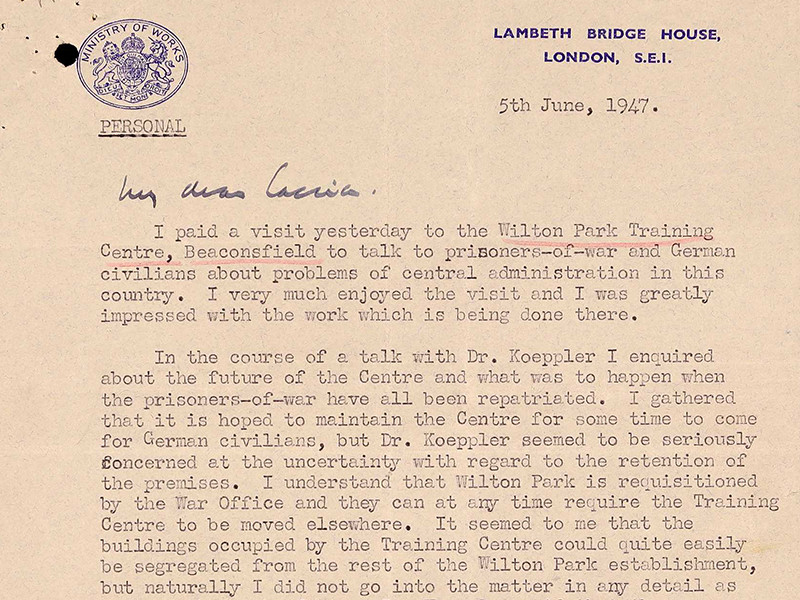 MINISTRY OF WORKS
LAMBETH BRIDGE HOUSE,
LONDON, S.E.1.
5th June, 1947.
PERSONAL
My dear Caccia.
I paid a visit yesterday to the Wilton Park Training
Centre, Beaconsfield to talk to prisoners-of-war and German
civilians about problems of central administration in this
country. I very much enjoyed the visit and I was greatly
impressed with the work which is being done there.
In the course of a talk with Dr. Koeppler I enquired
about the future of the Centre and what was to happen when
the prisoners-of-war have all been repatriated. I gathered
that it is hoped to maintain the Centre for some time to come
for German civilians, but Dr. Koeppler seemed to be seriously
concerned at the uncertainty with regard to the retention of
the premises. I understand that Wilton Park is requisitioned
by the War Office and they can at any time require the Training
Centre to be moved elsewhere. It seemed to me that the
buildings occupied by the Training Centre could quite easily
be segregated from the rest of the Wilton Park establishment,
but naturally I did not go into the matter in any detail as